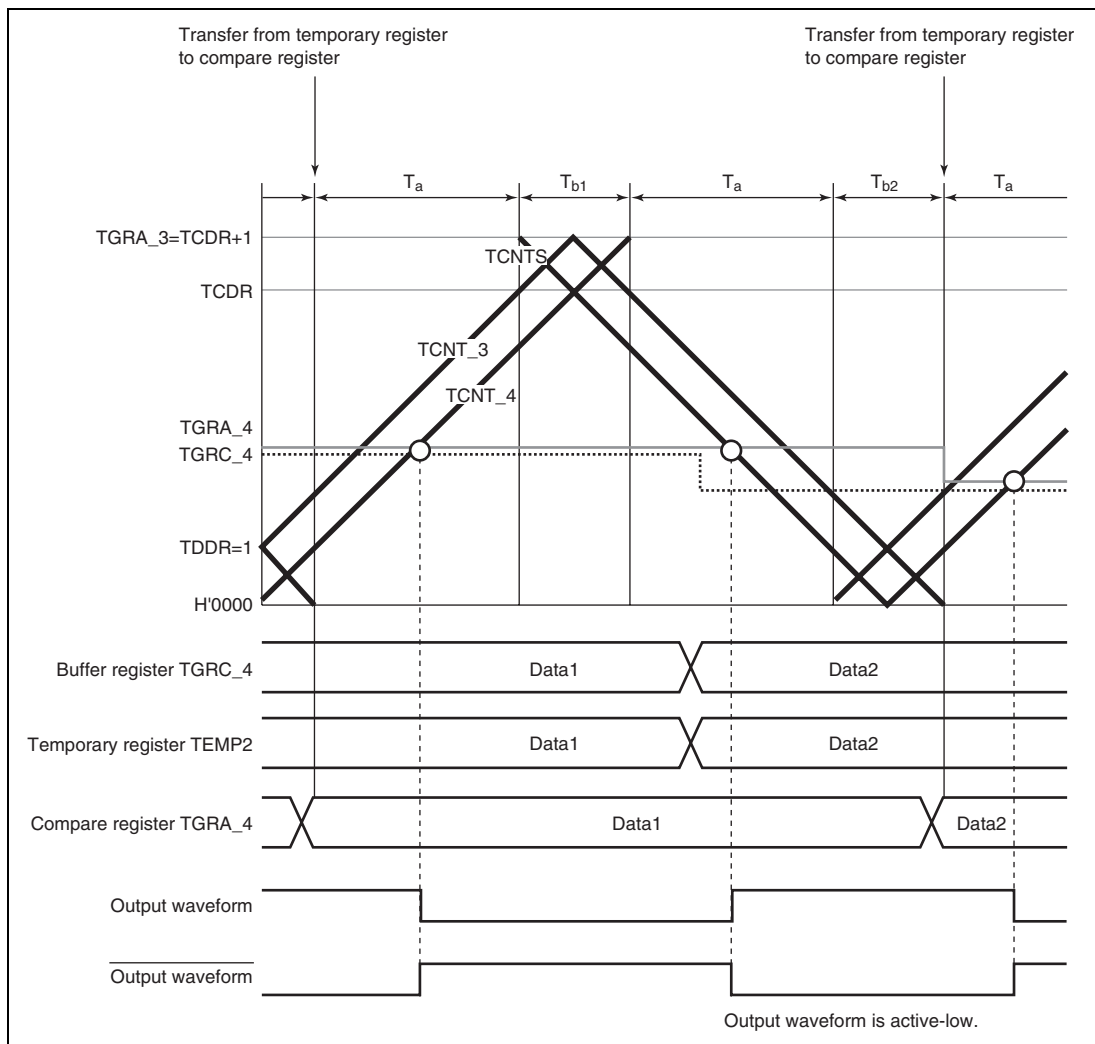 Transfer from temporary register
to compare register
Transfer from temporary register
to compare register
Ta
Tb1
Ta
Tb2
Ta
TGRA_3=TCDR+1
TCNTS
TCDR
TCNT_3
TCNT_4
TGRA_4
TGRC_4
TDDR=1
H'0000
Buffer register TGRC_4
Data1
Data2
Temporary register TEMP2
Data1
Data2
Compare register TGRA_4
Data1
Data2
Output waveform
Output waveform
Output waveform is active-low.